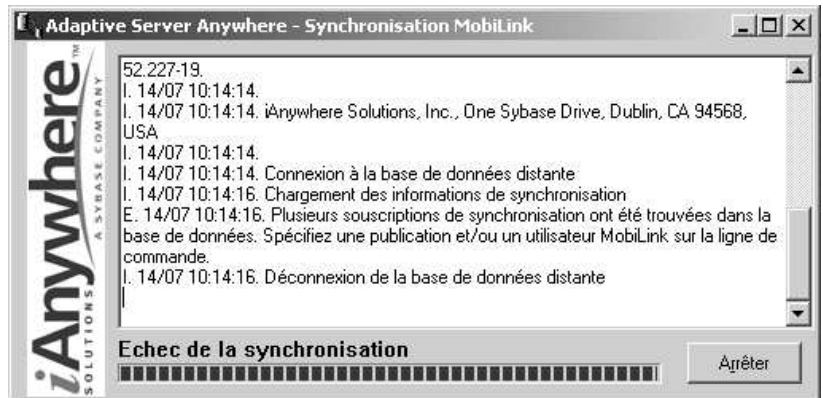 Adaptive Server Anywhere - Synchronisation MobiLink
iAnywhere
SOLUTIONS
A SYBASE COMPANY
TM
52.227-19.
I. 14/07 10:14:14.
I. 14/07 10:14:14. iAnywhere Solutions, Inc., One Sybase Drive, Dublin, CA 94568,
USA
I. 14/07 10:14:14.
I. 14/07 10:14:14. Connexion à la base de données distante
I. 14/07 10:14:16. Chargement des informations de synchronisation
E. 14/07 10:14:16. Plusieurs souscriptions de synchronisation ont été trouvées dans la
base de données. Spécifiez une publication et/ou un utilisateur MobiLink sur la ligne de
commande.
I. 14/07 10:14:16. Déconnexion de la base de données distante
Echec de la synchronisation
Arrêter